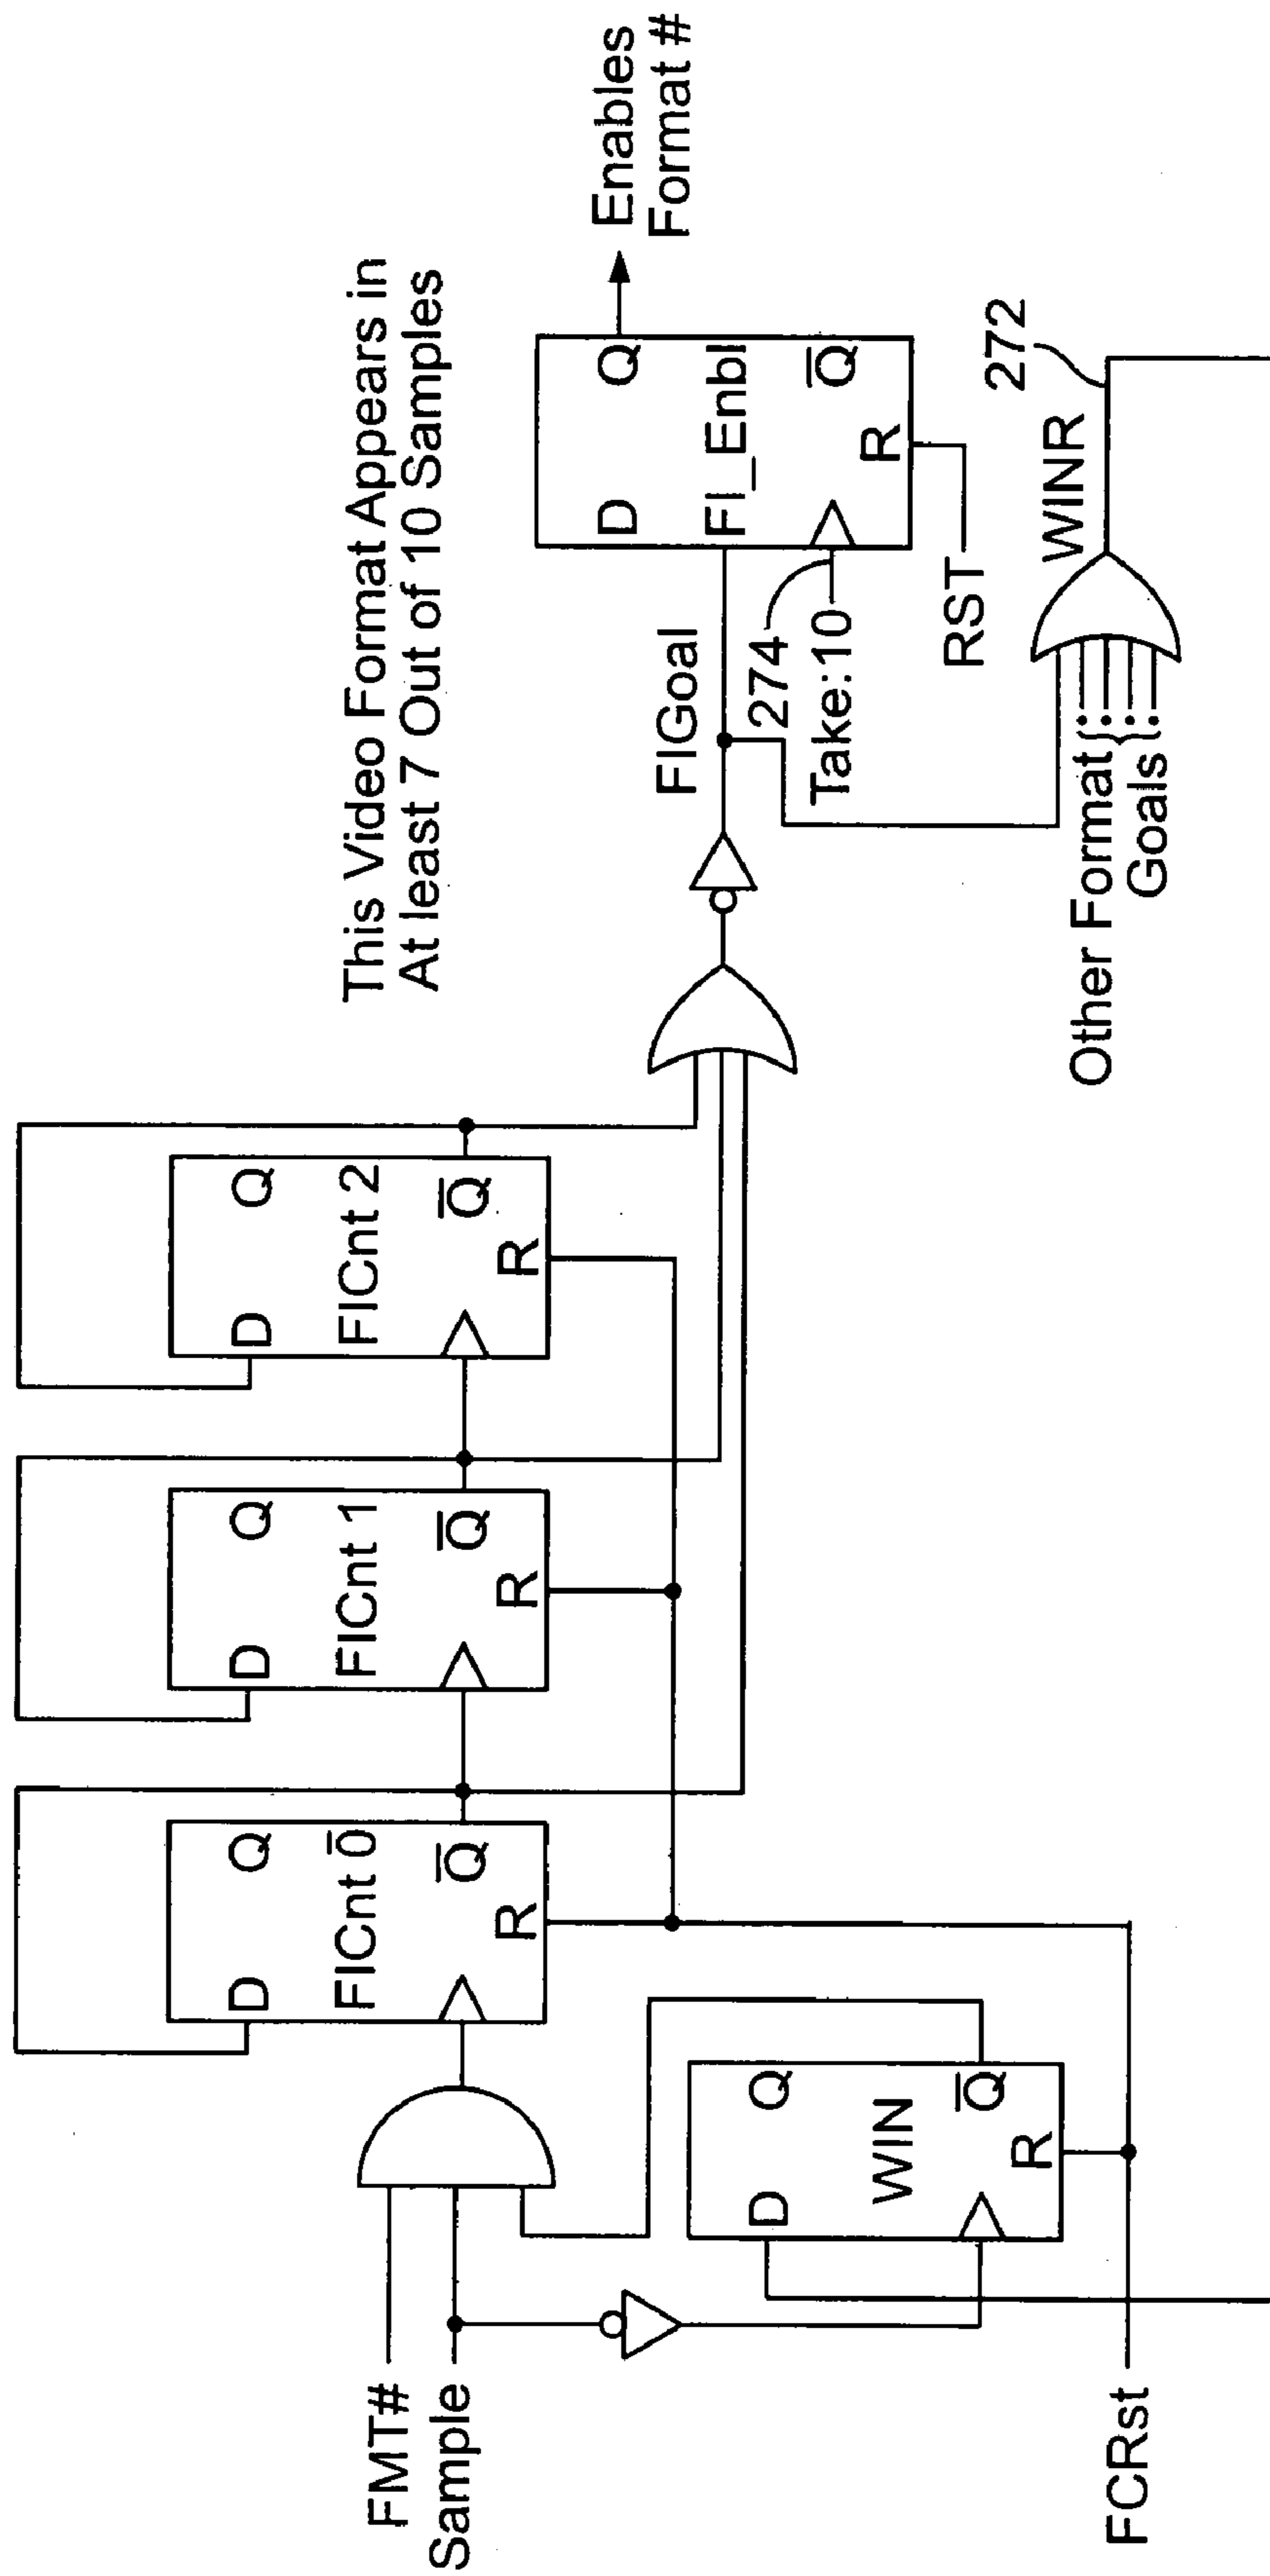 This Video Format Appears in
At least 7 Out of 10 Samples
FMT#
Sample
FCRst
D
Q
FICnt 0̅
Q̅
R
D
Q
FICnt 1
Q̅
R
D
Q
FICnt 2
Q̅
R
D
Q
WIN
Q̅
R
FIGoal
274
Take:10
D
Q
FI_Enbl
Q̅
R
RST
Enables
Format #
Other Format
Goals
WINR
272